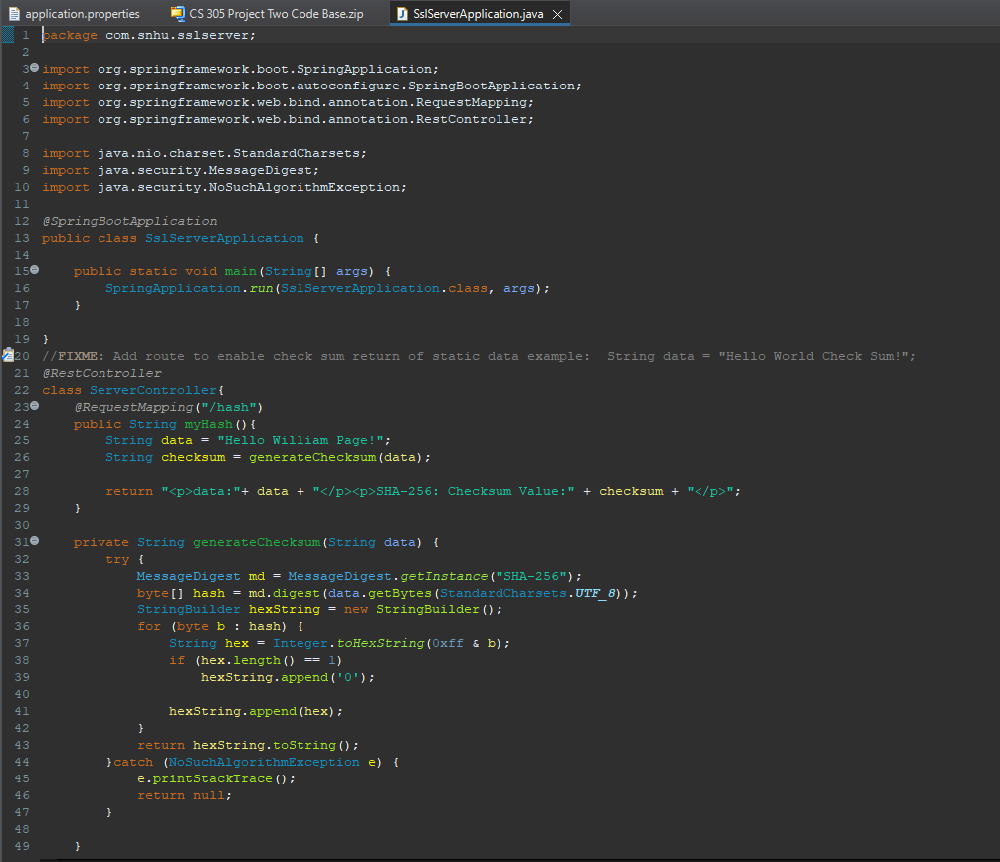 application.properties CS 305 Project Two Code Base.zip SslServerApplication.java
1 package com.snhu.sslserver;
2
3 import org.springframework.boot.SpringApplication;
4 import org.springframework.boot.autoconfigure.SpringBootApplication;
5 import org.springframework.web.bind.annotation.RequestMapping;
6 import org.springframework.web.bind.annotation.RestController;
7
8 import java.nio.charset.StandardCharsets;
9 import java.security.MessageDigest;
10 import java.security.NoSuchAlgorithmException;
11
12 @SpringBootApplication
13 public class SslServerApplication {
14
15     public static void main(String[] args) {
16         SpringApplication.run(SslServerApplication.class, args);
17     }
18
19 }
20 //FIXME: Add route to enable check sum return of static data example:  String data = "Hello World Check Sum!";
21 @RestController
22 class ServerController{
23     @RequestMapping("/hash")
24     public String myHash(){
25         String data = "Hello William Page!";
26         String checksum = generateChecksum(data);
27
28         return "<p>data:"+ data + "</p><p>SHA-256: Checksum Value:" + checksum + "</p>";
29     }
30
31     private String generateChecksum(String data) {
32         try {
33             MessageDigest md = MessageDigest.getInstance("SHA-256");
34             byte[] hash = md.digest(data.getBytes(StandardCharsets.UTF_8));
35             StringBuilder hexString = new StringBuilder();
36             for (byte b : hash) {
37                 String hex = Integer.toHexString(0xff & b);
38                 if (hex.length() == 1)
39                     hexString.append('0');
40
41                 hexString.append(hex);
42             }
43             return hexString.toString();
44         }catch (NoSuchAlgorithmException e) {
45             e.printStackTrace();
46             return null;
47         }
48
49     }